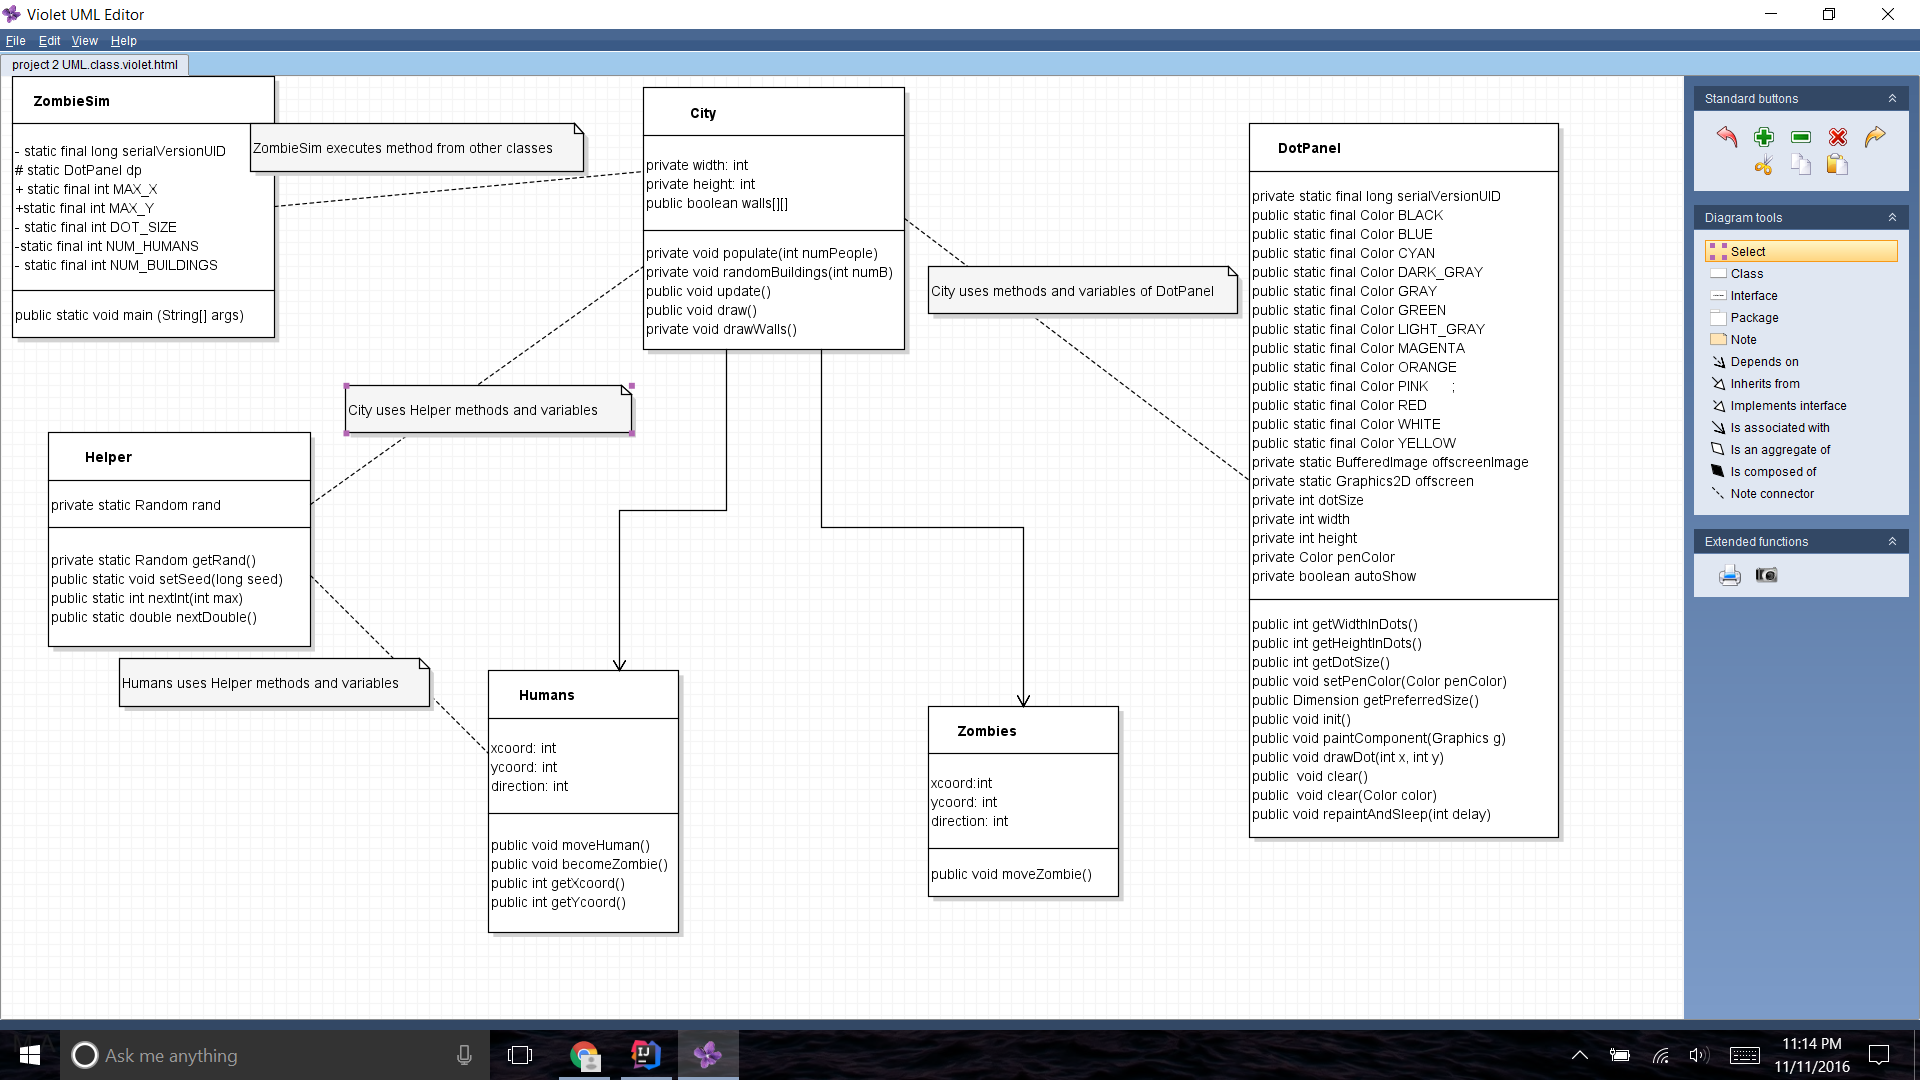 Violet UML Editor
File Edit View Help
project 2 UML.class.violet.html
ZombieSim
- static final long serialVersionUID
# static DotPanel dp
+ static final int MAX_X
+static final int MAX_Y
- static final int DOT_SIZE
-static final int NUM_HUMANS
- static final int NUM_BUILDINGS
public static void main (String[] args)
ZombieSim executes method from other classes
City
private width: int
private height: int
public boolean walls[][]
private void populate(int numPeople)
private void randomBuildings(int numB)
public void update()
public void draw()
private void drawWalls()
City uses methods and variables of DotPanel
City uses Helper methods and variables
Helper
private static Random rand
private static Random getRand()
public static void setSeed(long seed)
public static int nextInt(int max)
public static double nextDouble()
Humans uses Helper methods and variables
Humans
xcoord: int
ycoord: int
direction: int
public void moveHuman()
public void becomeZombie()
public int getXcoord()
public int getYcoord()
Zombies
xcoord:int
ycoord: int
direction: int
public void moveZombie()
DotPanel
private static final long serialVersionUID
public static final Color BLACK
public static final Color BLUE
public static final Color CYAN
public static final Color DARK_GRAY
public static final Color GRAY
public static final Color GREEN
public static final Color LIGHT_GRAY
public static final Color MAGENTA
public static final Color ORANGE
public static final Color PINK ;
public static final Color RED
public static final Color WHITE
public static final Color YELLOW
private static BufferedImage offscreenImage
private static Graphics2D offscreen
private int dotSize
private int width
private int height
private Color penColor
private boolean autoShow
public int getWidthInDots()
public int getHeightInDots()
public int getDotSize()
public void setPenColor(Color penColor)
public Dimension getPreferredSize()
public void init()
public void paintComponent(Graphics g)
public void drawDot(int x, int y)
public void clear()
public void clear(Color color)
public void repaintAndSleep(int delay)
Standard buttons
Diagram tools
Select
Class
Interface
Package
Note
Depends on
Inherits from
Implements interface
Is associated with
Is an aggregate of
Is composed of
Note connector
Extended functions
Ask me anything
11:14 PM
11/11/2016